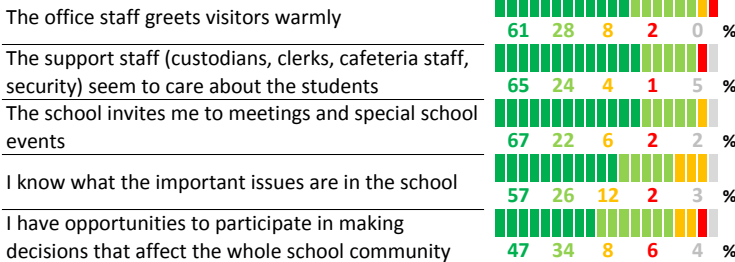 The office staff greets visitors warmly
61 28 8 2 0 %
The support staff (custodians, clerks, cafeteria staff,
security) seem to care about the students
65 24 4 1 5 %
The school invites me to meetings and special school
events
67 22 6 2 2 %
I know what the important issues are in the school
57 26 12 2 3 %
I have opportunities to participate in making
decisions that affect the whole school community
47 34 8 6 4 %